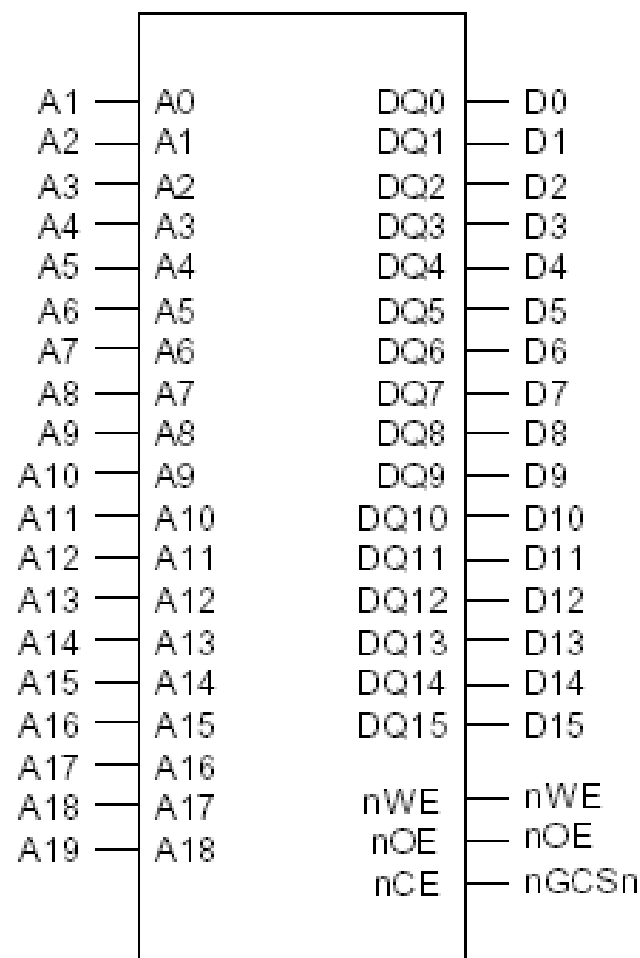 A1 A0 DQ0 D0
A2 A1 DQ1 D1
A3 A2 DQ2 D2
A4 A3 DQ3 D3
A5 A4 DQ4 D4
A6 A5 DQ5 D5
A7 A6 DQ6 D6
A8 A7 DQ7 D7
A9 A8 DQ8 D8
A10 A9 DQ9 D9
A11 A10 DQ10 D10
A12 A11 DQ11 D11
A13 A12 DQ12 D12
A14 A13 DQ13 D13
A15 A14 DQ14 D14
A16 A15 DQ15 D15
A17 A16
A18 A17 nWE nWE
A19 A18 nOE nOE
nCE nGCSn